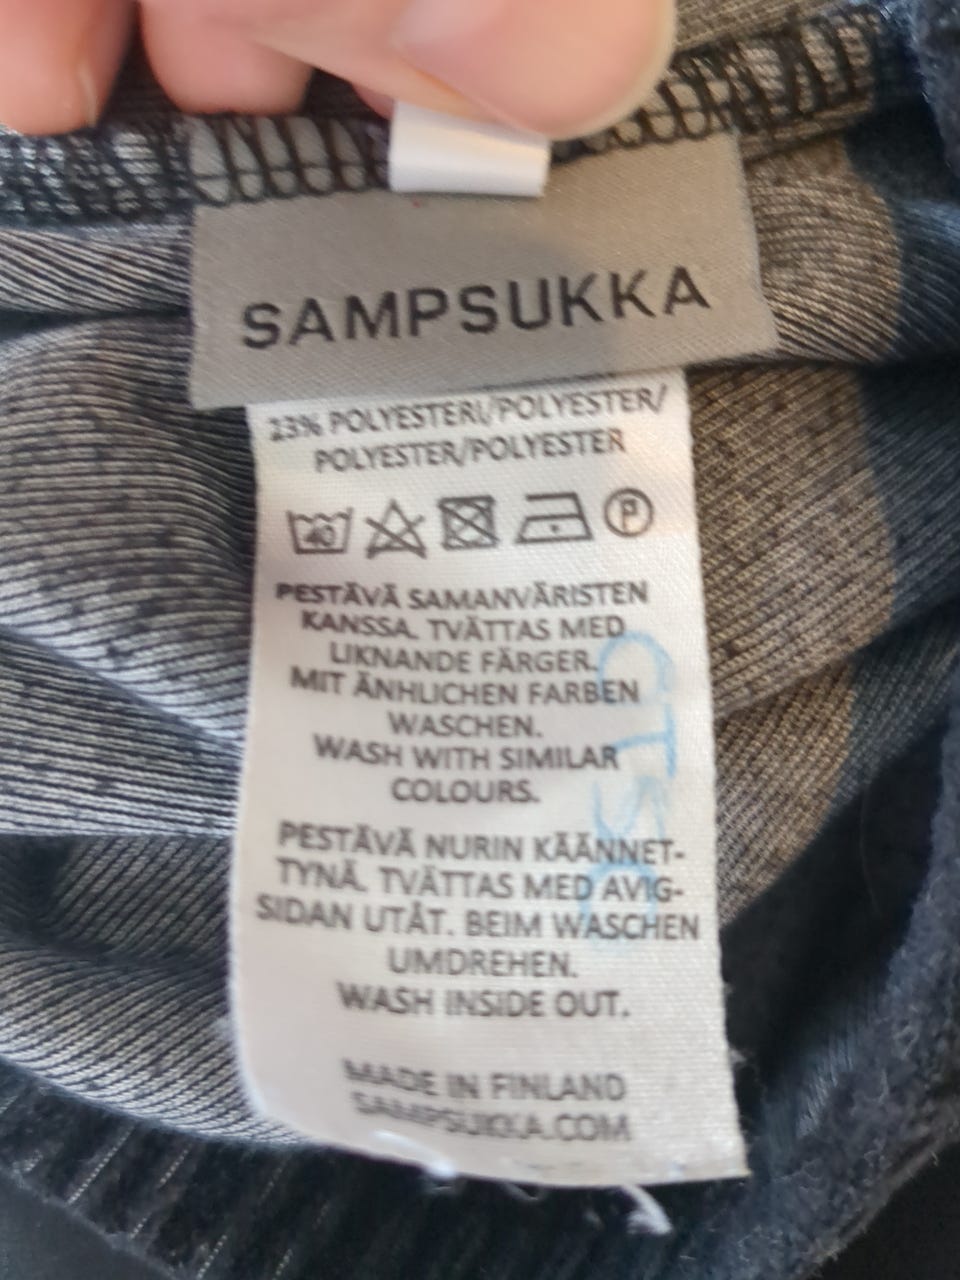 SAMPSUKKA
23% POLYESTERI/POLYESTER/
POLYESTER/POLYESTER
40
P
PESTÄVÄ SAMANVÄRISTEN
KANSSA. TVÄTTAS MED
LIKNANDE FÄRGER.
MIT ÄNHLICHEN FARBEN
WASCHEN.
WASH WITH SIMILAR
COLOURS.
PESTÄVÄ NURIN KÄÄNNET-
TYNÄ. TVÄTTAS MED AVIG-
SIDAN UTÅT. BEIM WASCHEN
UMDREHEN.
WASH INSIDE OUT.
MADE IN FINLAND
SAMPSUKKA.COM